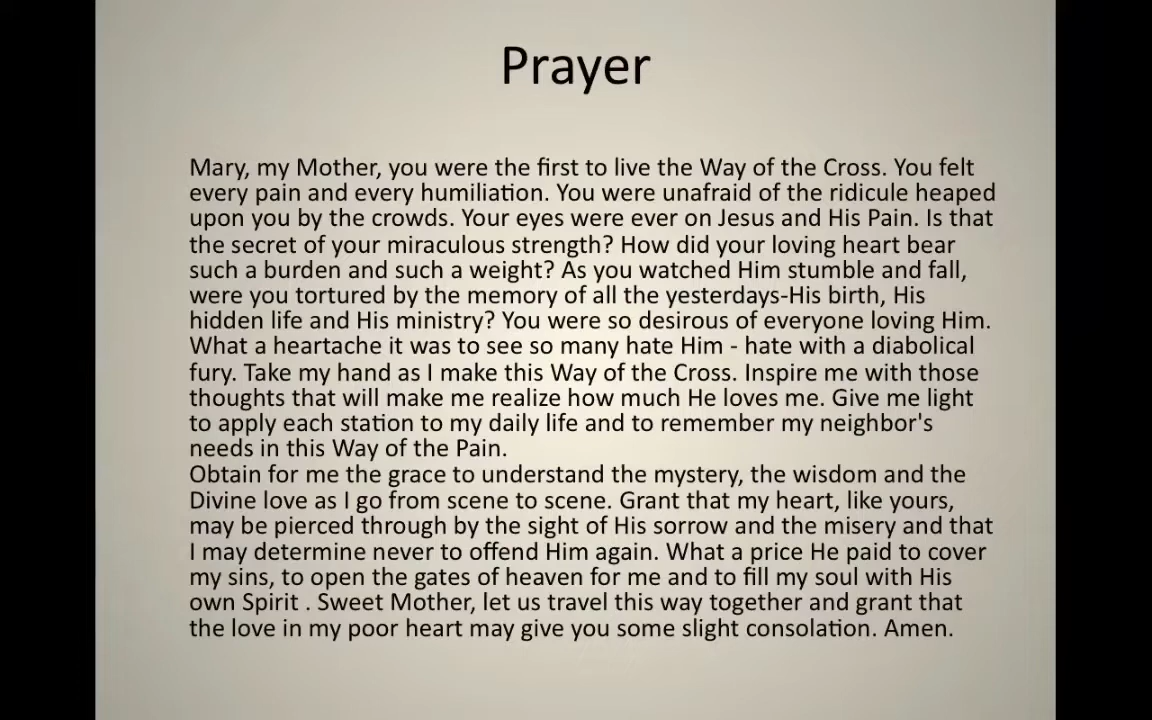 Prayer
Mary, my Mother, you were the first to live the Way of the Cross. You felt
every pain and every humiliation. You were unafraid of the ridicule heaped
upon you by the crowds. Your eyes were ever on Jesus and His Pain. Is that
the secret of your miraculous strength? How did your loving heart bear
such a burden and such a weight? As you watched Him stumble and fall,
were you tortured by the memory of all the yesterdays-His birth, His
hidden life and His ministry? You were so desirous of everyone loving Him.
What a heartache it was to see so many hate Him - hate with a diabolical
fury. Take my hand as I make this Way of the Cross. Inspire me with those
thoughts that will make me realize how much He loves me. Give me light
to apply each station to my daily life and to remember my neighbor's
needs in this Way of the Pain.
Obtain for me the grace to understand the mystery, the wisdom and the
Divine love as I go from scene to scene. Grant that my heart, like yours,
may be pierced through by the sight of His sorrow and the misery and that
I may determine never to offend Him again. What a price He paid to cover
my sins, to open the gates of heaven for me and to fill my soul with His
own Spirit . Sweet Mother, let us travel this way together and grant that
the love in my poor heart may give you some slight consolation. Amen.